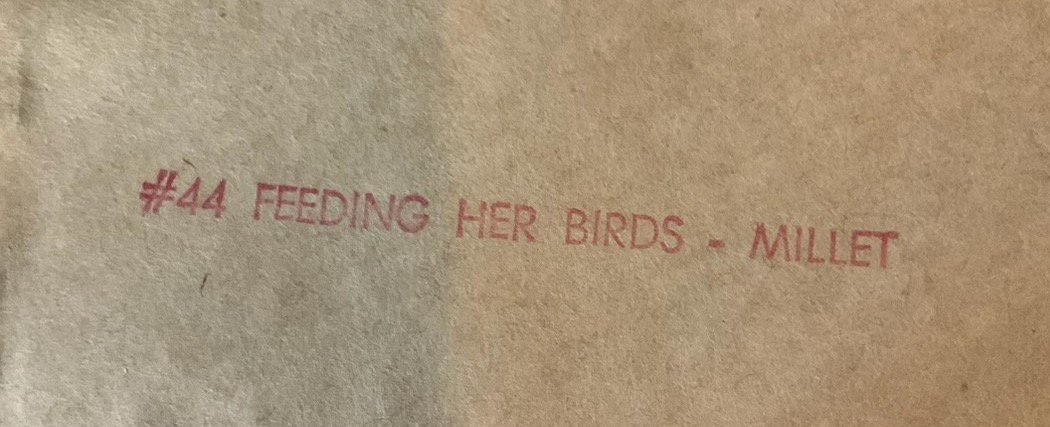 #44 FEEDING HER BIRDS - MILLET